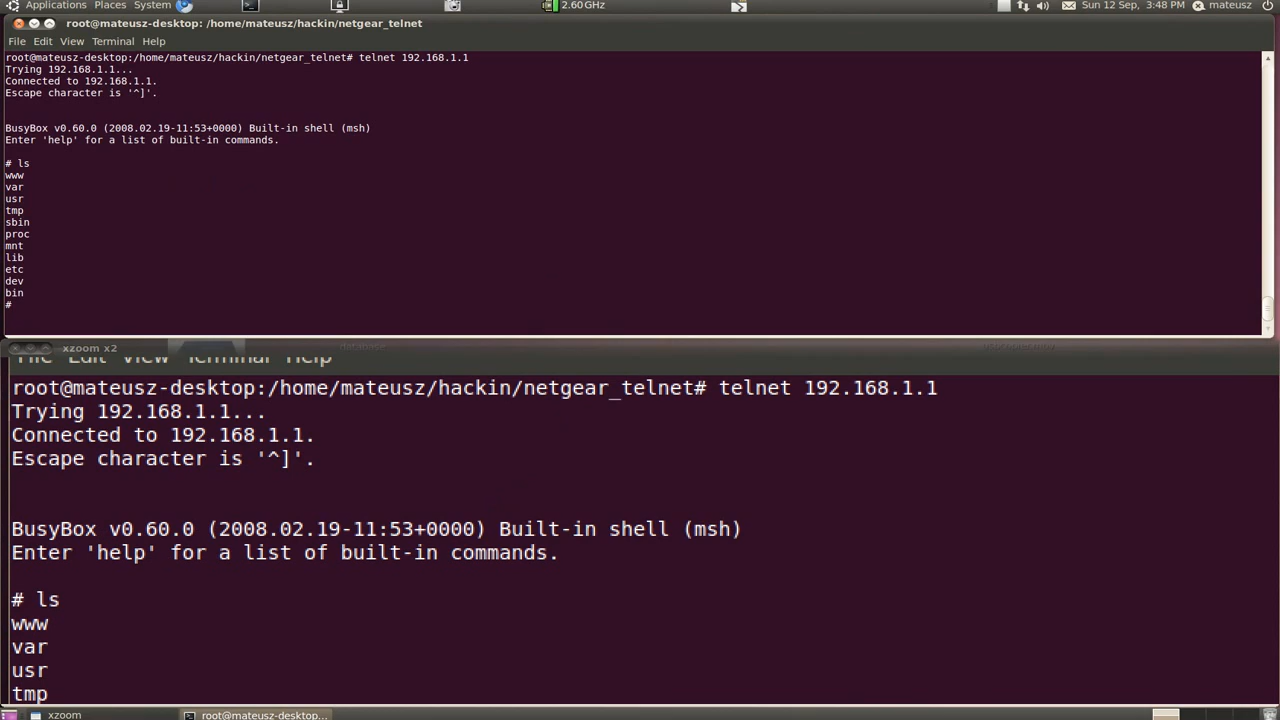 Applications Places System 2.60 GHz Sun 12 Sep, 3:48 PM mateusz
root@mateusz-desktop: /home/mateusz/hackin/netgear_telnet
File Edit View Terminal Help
root@mateusz-desktop:/home/mateusz/hackin/netgear_telnet# telnet 192.168.1.1
Trying 192.168.1.1...
Connected to 192.168.1.1.
Escape character is '^]'.
BusyBox v0.60.0 (2008.02.19-11:53+0000) Built-in shell (msh)
Enter 'help' for a list of built-in commands.
# ls
www
var
usr
tmp
sbin
proc
mnt
lib
etc
dev
bin
#
xzoom x2
database
File Edit View Terminal Help
root@mateusz-desktop:/home/mateusz/hackin/netgear_telnet# telnet 192.168.1.1
Trying 192.168.1.1...
Connected to 192.168.1.1.
Escape character is '^]'.
BusyBox v0.60.0 (2008.02.19-11:53+0000) Built-in shell (msh)
Enter 'help' for a list of built-in commands.
# ls
www
var
usr
tmp
xzoom root@mateusz-desktop...